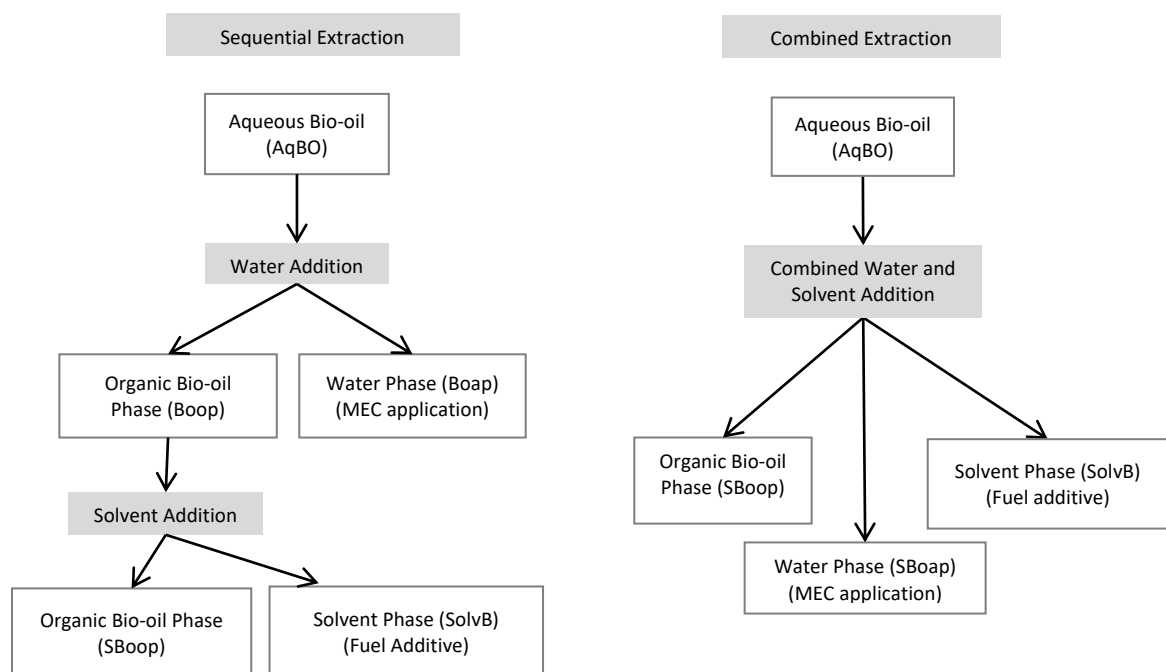 Sequential Extraction
Aqueous Bio-oil
(AqBO)
Water Addition
Organic Bio-oil
Phase (Boop)
Water Phase (Boap)
(MEC application)
Solvent Addition
Organic Bio-oil Phase
(SBoop)
Solvent Phase (SolvB)
(Fuel Additive)
Combined Extraction
Aqueous Bio-oil
(AqBO)
Combined Water and
Solvent Addition
Organic Bio-oil
Phase (SBoop)
Water Phase (SBoap)
(MEC application)
Solvent Phase (SolvB)
(Fuel additive)